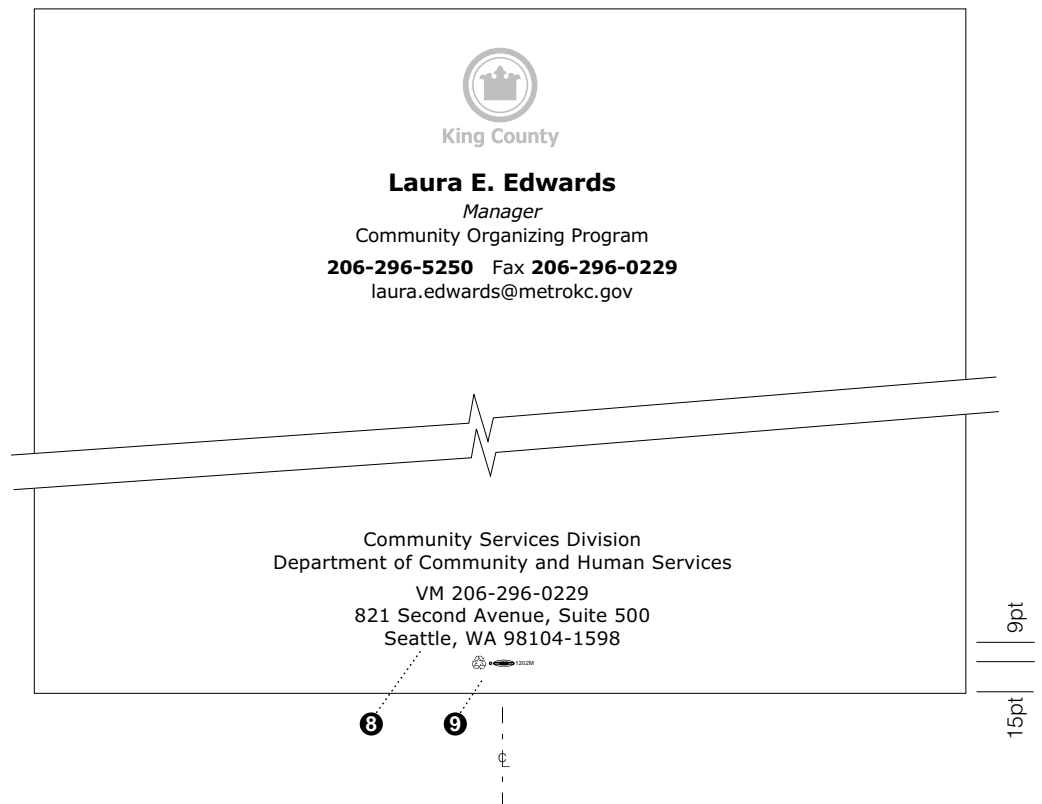 King County
Laura E. Edwards
Manager
Community Organizing Program
206-296-5250 Fax 206-296-0229
laura.edwards@metrokc.gov
Community Services Division
Department of Community and Human Services
VM 206-296-0229
821 Second Avenue, Suite 500
Seattle, WA 98104-1598
1202M
9pt
15pt
8 9
℄